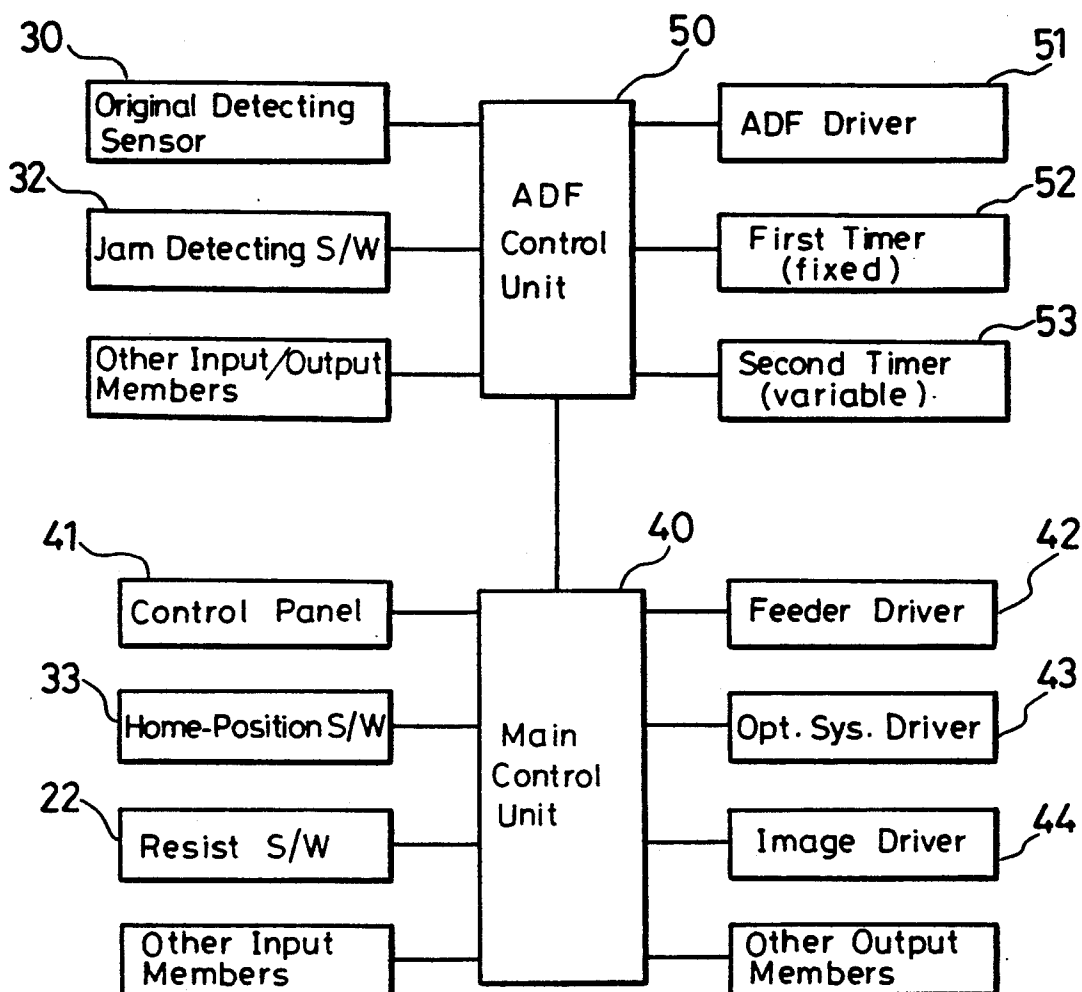 30
50
51
Original Detecting
Sensor
ADF Driver
32
52
Jam Detecting S/W
ADF
Control
Unit
First Timer
(fixed)
53
Other Input/Output
Members
Second Timer
(variable)
41
40
42
Control Panel
Feeder Driver
33
43
Home-Position S/W
Main
Control
Unit
Opt. Sys. Driver
22
44
Resist S/W
Image Driver
Other Input
Members
Other Output
Members